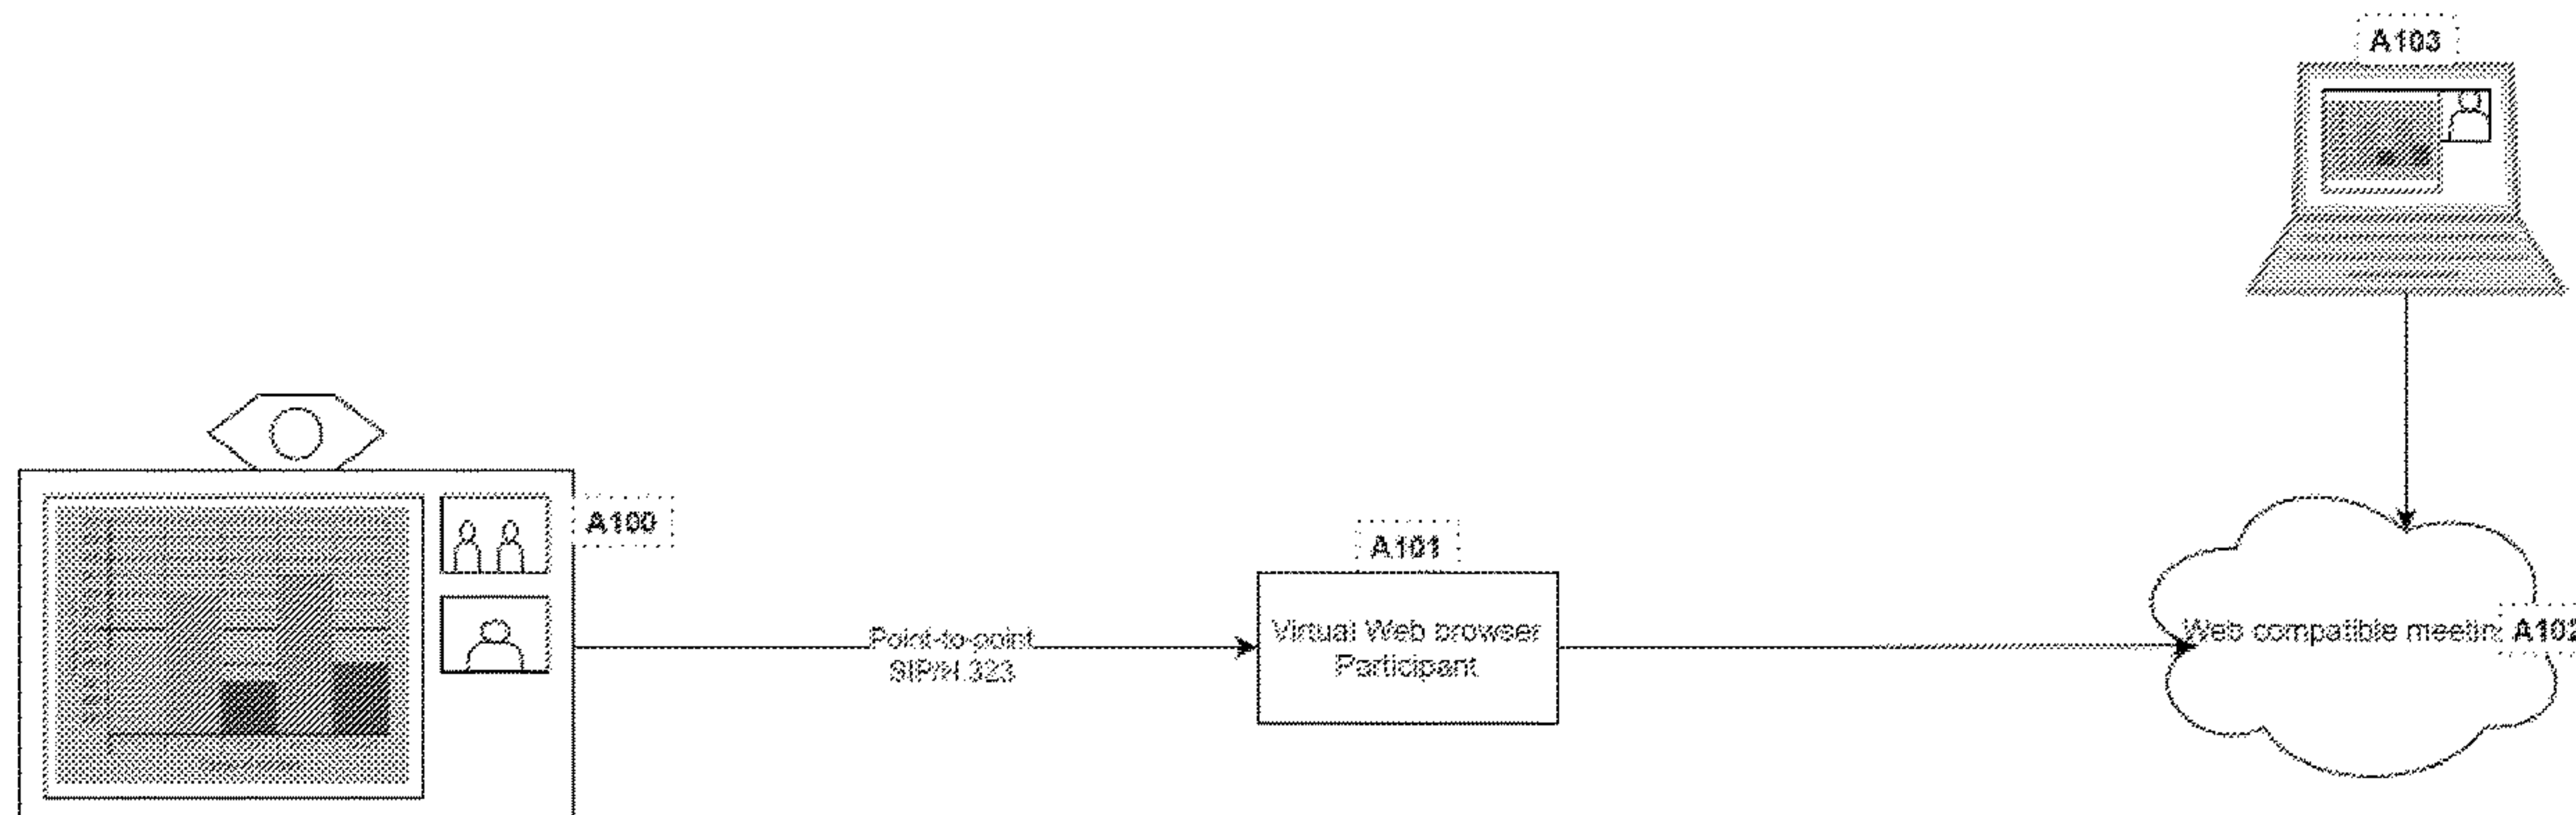 A103
A100
A101
Point-to-point
SIP/H.323
Virtual Web browser
Participant
Web compatible meetin
A102